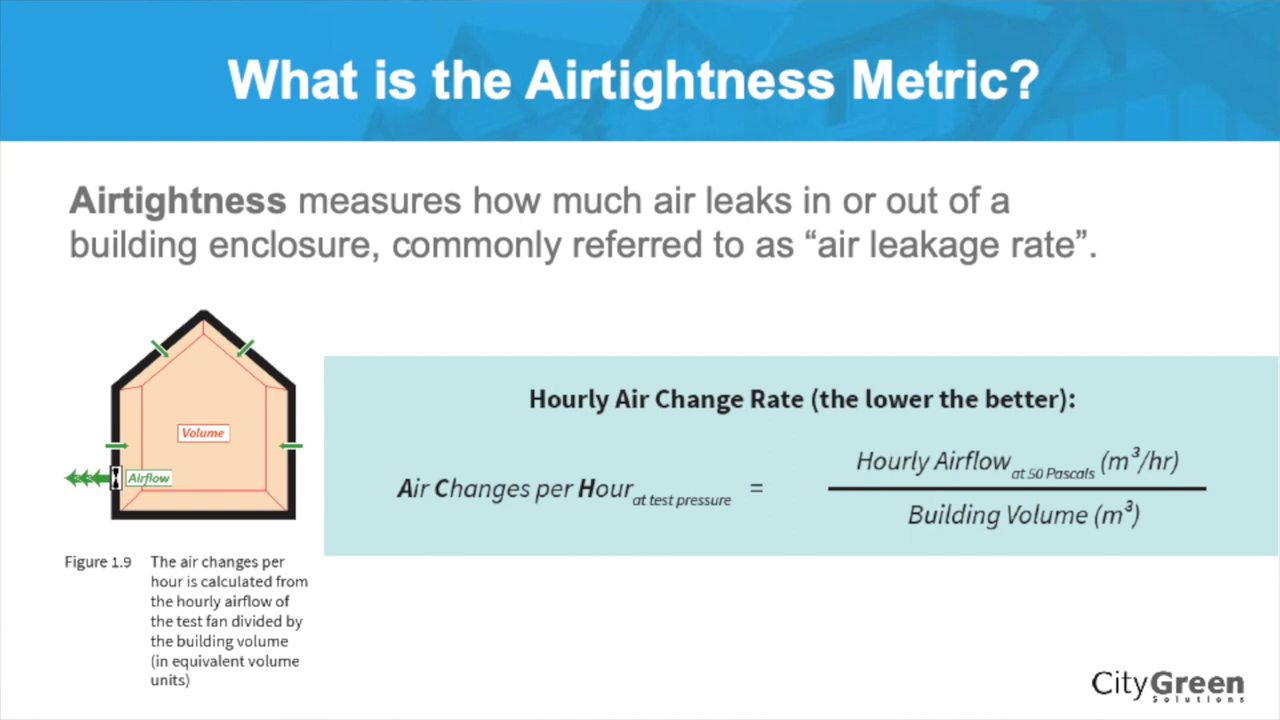 What is the Airtightness Metric?
Airtightness measures how much air leaks in or out of a
building enclosure, commonly referred to as “air leakage rate”.
Volume
Airflow
Figure 1.9 The air changes per
hour is calculated from
the hourly airflow of
the test fan divided by
the building volume
(in equivalent volume
units)
Hourly Air Change Rate (the lower the better):
Air Changes per Hour at test pressure = Hourly Airflow at 50 Pascals (m³/hr)
Building Volume (m³)
CityGreen
Solutions